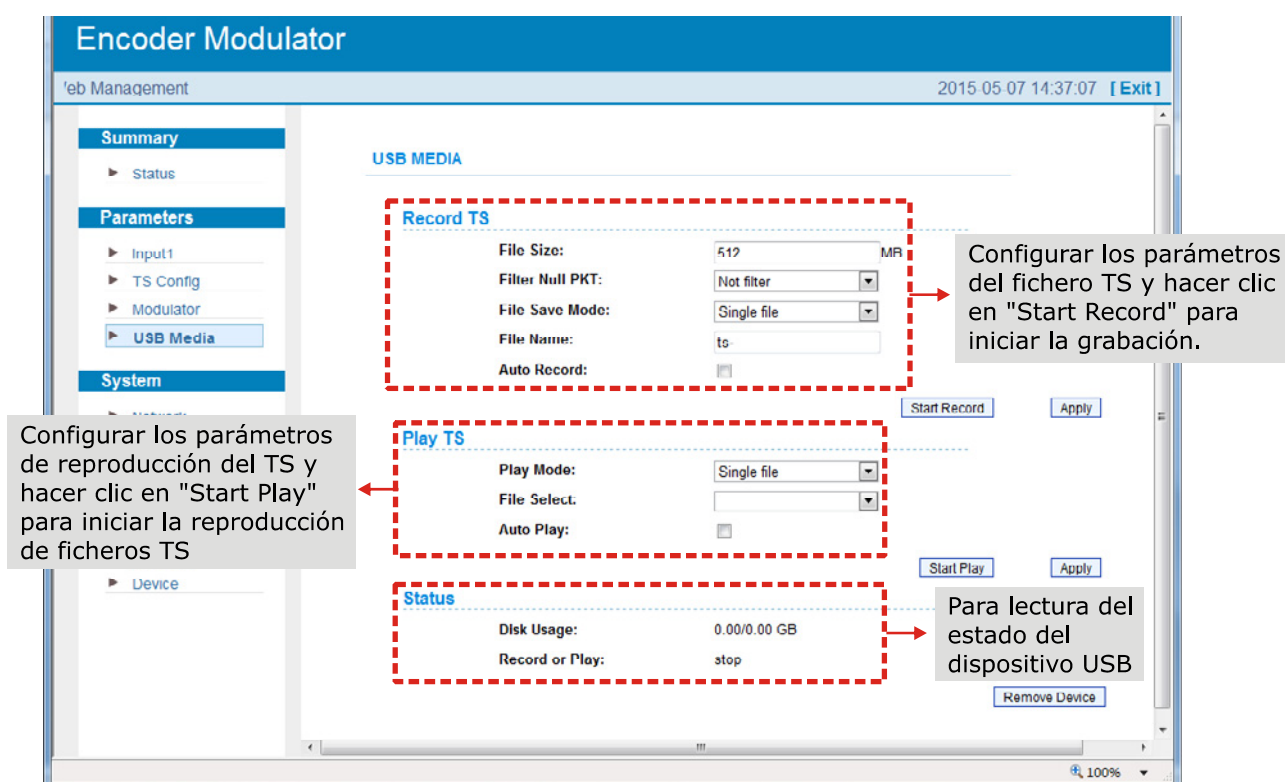 Encoder Modulator
eb Management
2015-05-07 14:37:07 [ Exit ]
Summary
Status
Parameters
Input1
TS Config
Modulator
USB Media
System
Device
USB MEDIA
Record TS
File Size: 512 MB
Filter Null PKT: Not filter
File Save Mode: Single file
File Name: ts-
Auto Record:
Start Record Apply
Configurar los parámetros
del fichero TS y hacer clic
en "Start Record" para
iniciar la grabación.
Play TS
Play Mode: Single file
File Select:
Auto Play:
Start Play Apply
Configurar los parámetros
de reproducción del TS y
hacer clic en "Start Play"
para iniciar la reproducción
de ficheros TS
Status
Disk Usage: 0.00/0.00 GB
Record or Play: stop
Para lectura del
estado del
dispositivo USB
Remove Device
100%